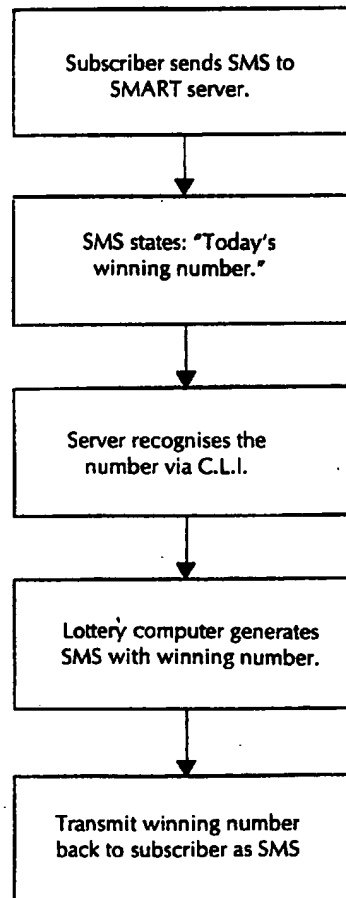 Subscriber sends SMS to
SMART server.
SMS states: "Today's
winning number."
Server recognises the
number via C.L.I.
Lottery computer generates
SMS with winning number.
Transmit winning number
back to subscriber as SMS